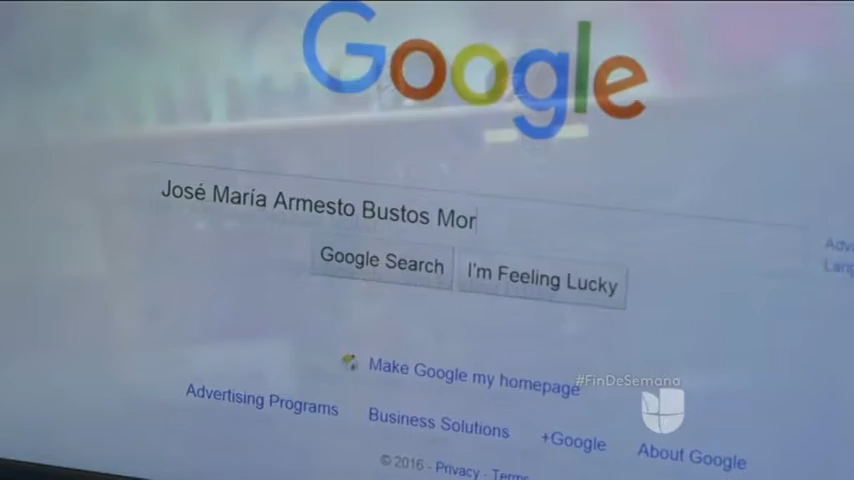 Google
José María Armesto Bustos Mor
Google Search I'm Feeling Lucky
Make Google my homepage
#FinDeSemana
Advertising Programs Business Solutions +Google About Google
© 2016 - Privacy - Terms